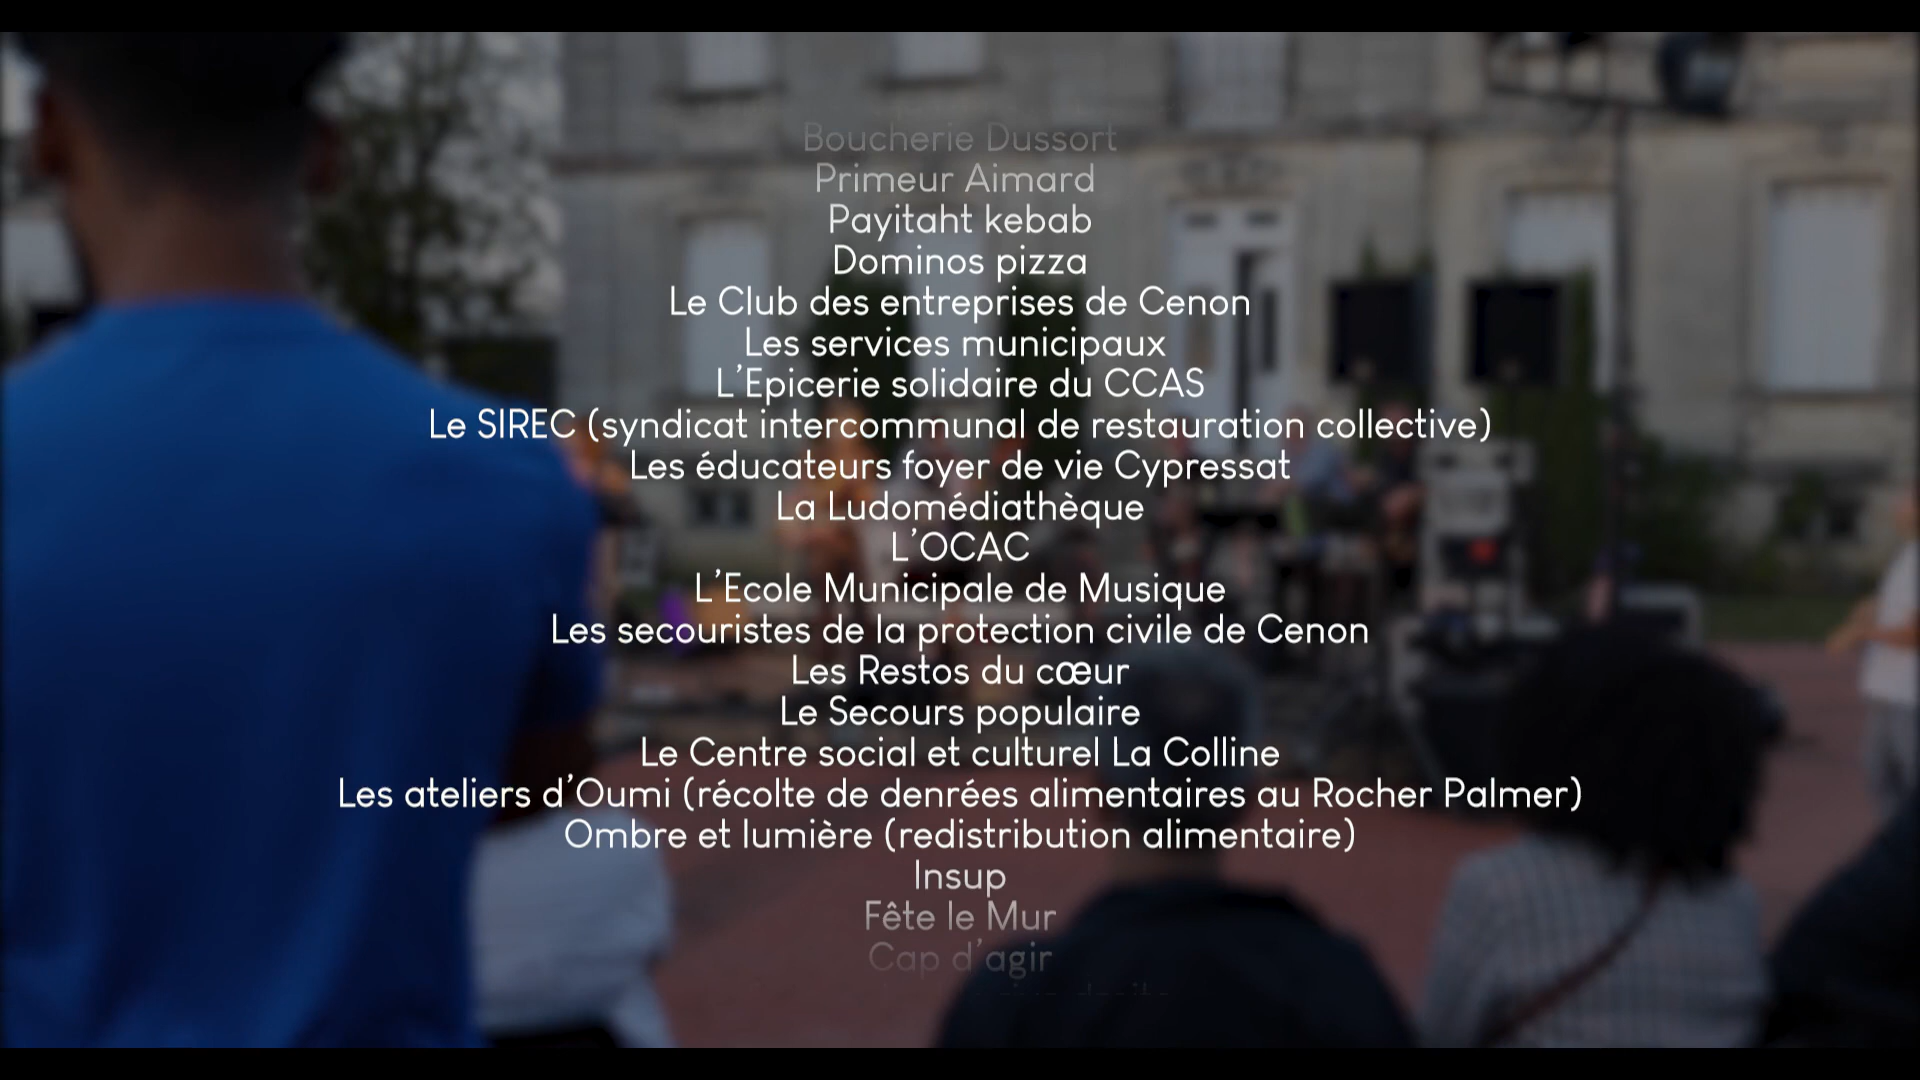 Boucherie Dussort
Primeur Aimard
Payitaht kebab
Dominos pizza
Le Club des entreprises de Cenon
Les services municipaux
L'Epicerie solidaire du CCAS
Le SIREC (syndicat intercommunal de restauration collective)
Les éducateurs foyer de vie Cypressat
La Ludomédiathèque
L'OCAC
L'Ecole Municipale de Musique
Les secouristes de la protection civile de Cenon
Les Restos du cœur
Le Secours populaire
Le Centre social et culturel La Colline
Les ateliers d'Oumi (récolte de denrées alimentaires au Rocher Palmer)
Ombre et lumière (redistribution alimentaire)
Insup
Fête le Mur
Cap d'agir